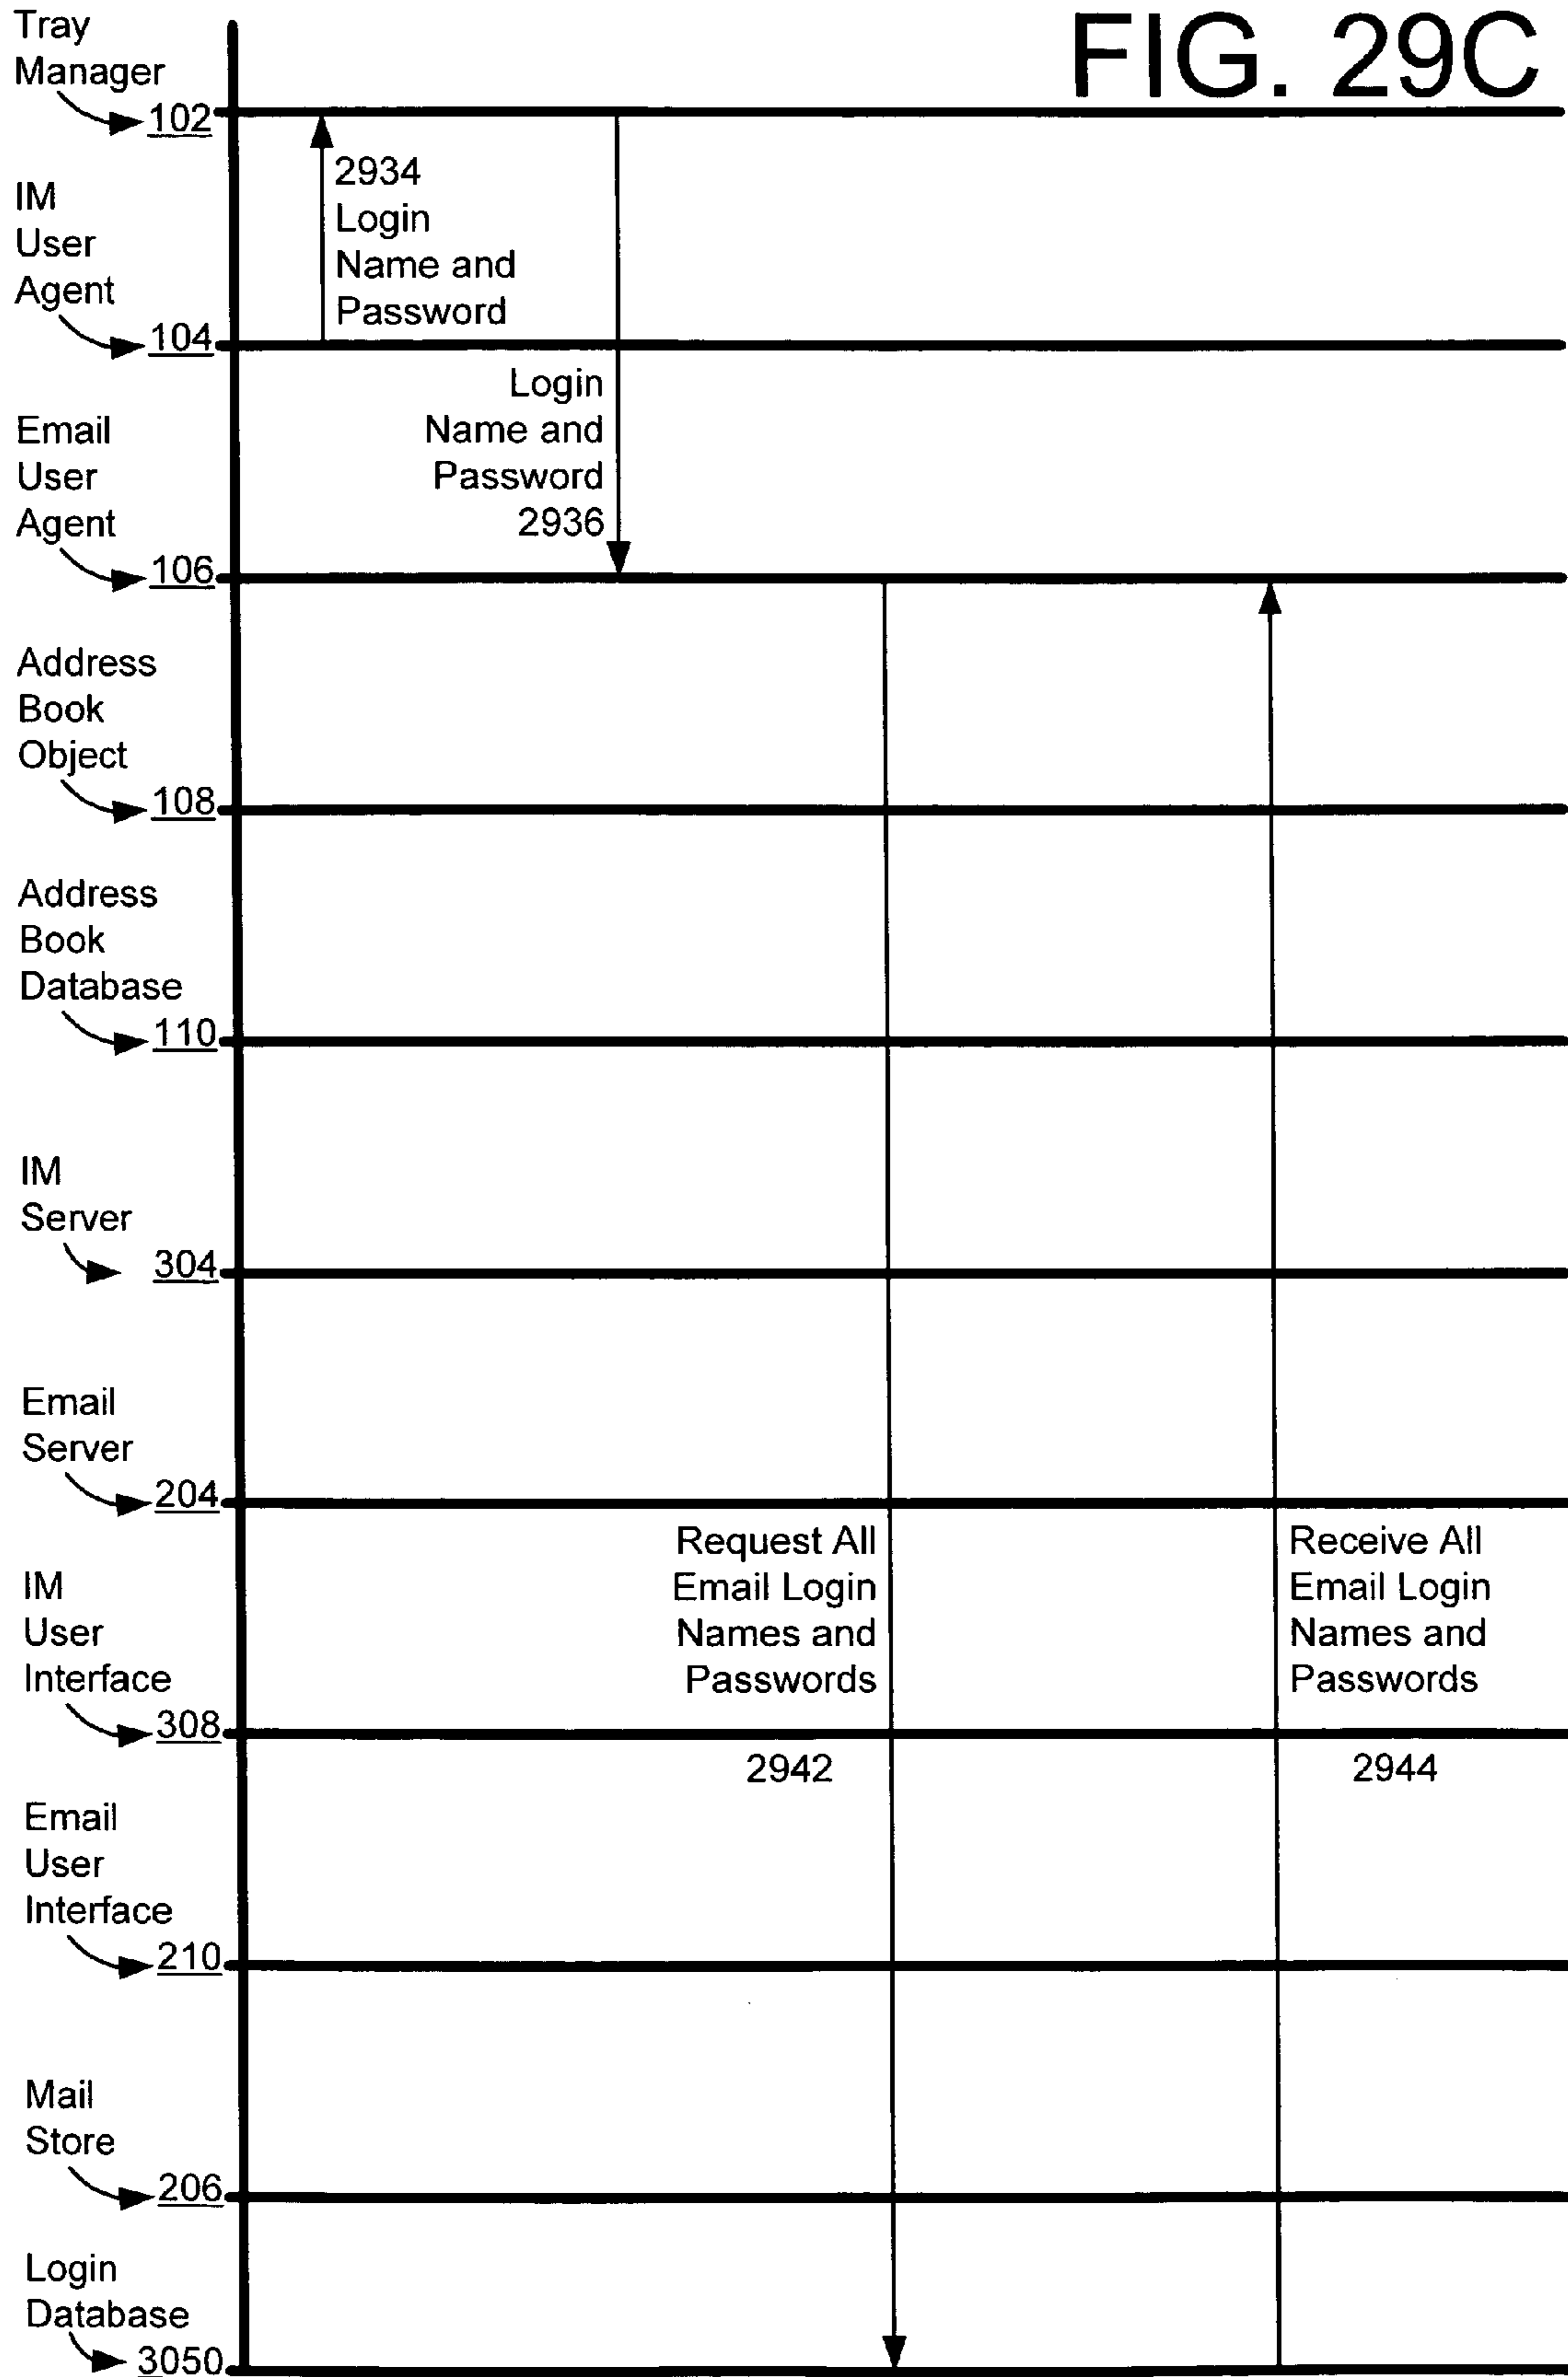 FIG. 29C
Tray
Manager
102
2934
Login
Name and
Password
IM
User
Agent
104
Login
Name and
Password
2936
Email
User
Agent
106
Address
Book
Object
108
Address
Book
Database
110
IM
Server
304
Email
Server
204
Request All
Email Login
Names and
Passwords
2942
Receive All
Email Login
Names and
Passwords
2944
IM
User
Interface
308
Email
User
Interface
210
Mail
Store
206
Login
Database
3050